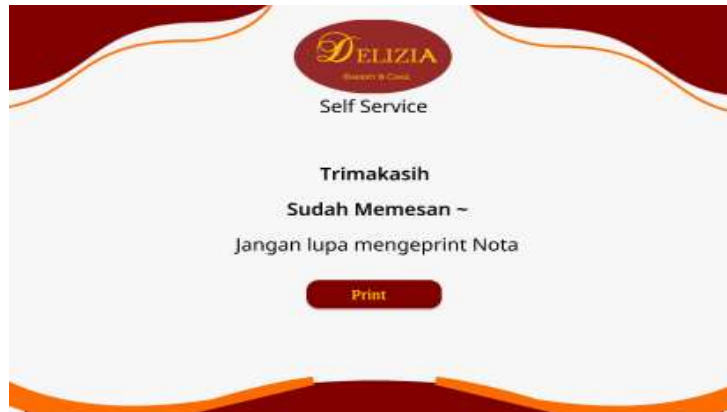 DELIZIA
Self Service
Trimakasih
Sudah Memesan ~
Jangan lupa mengeprint Nota
Print